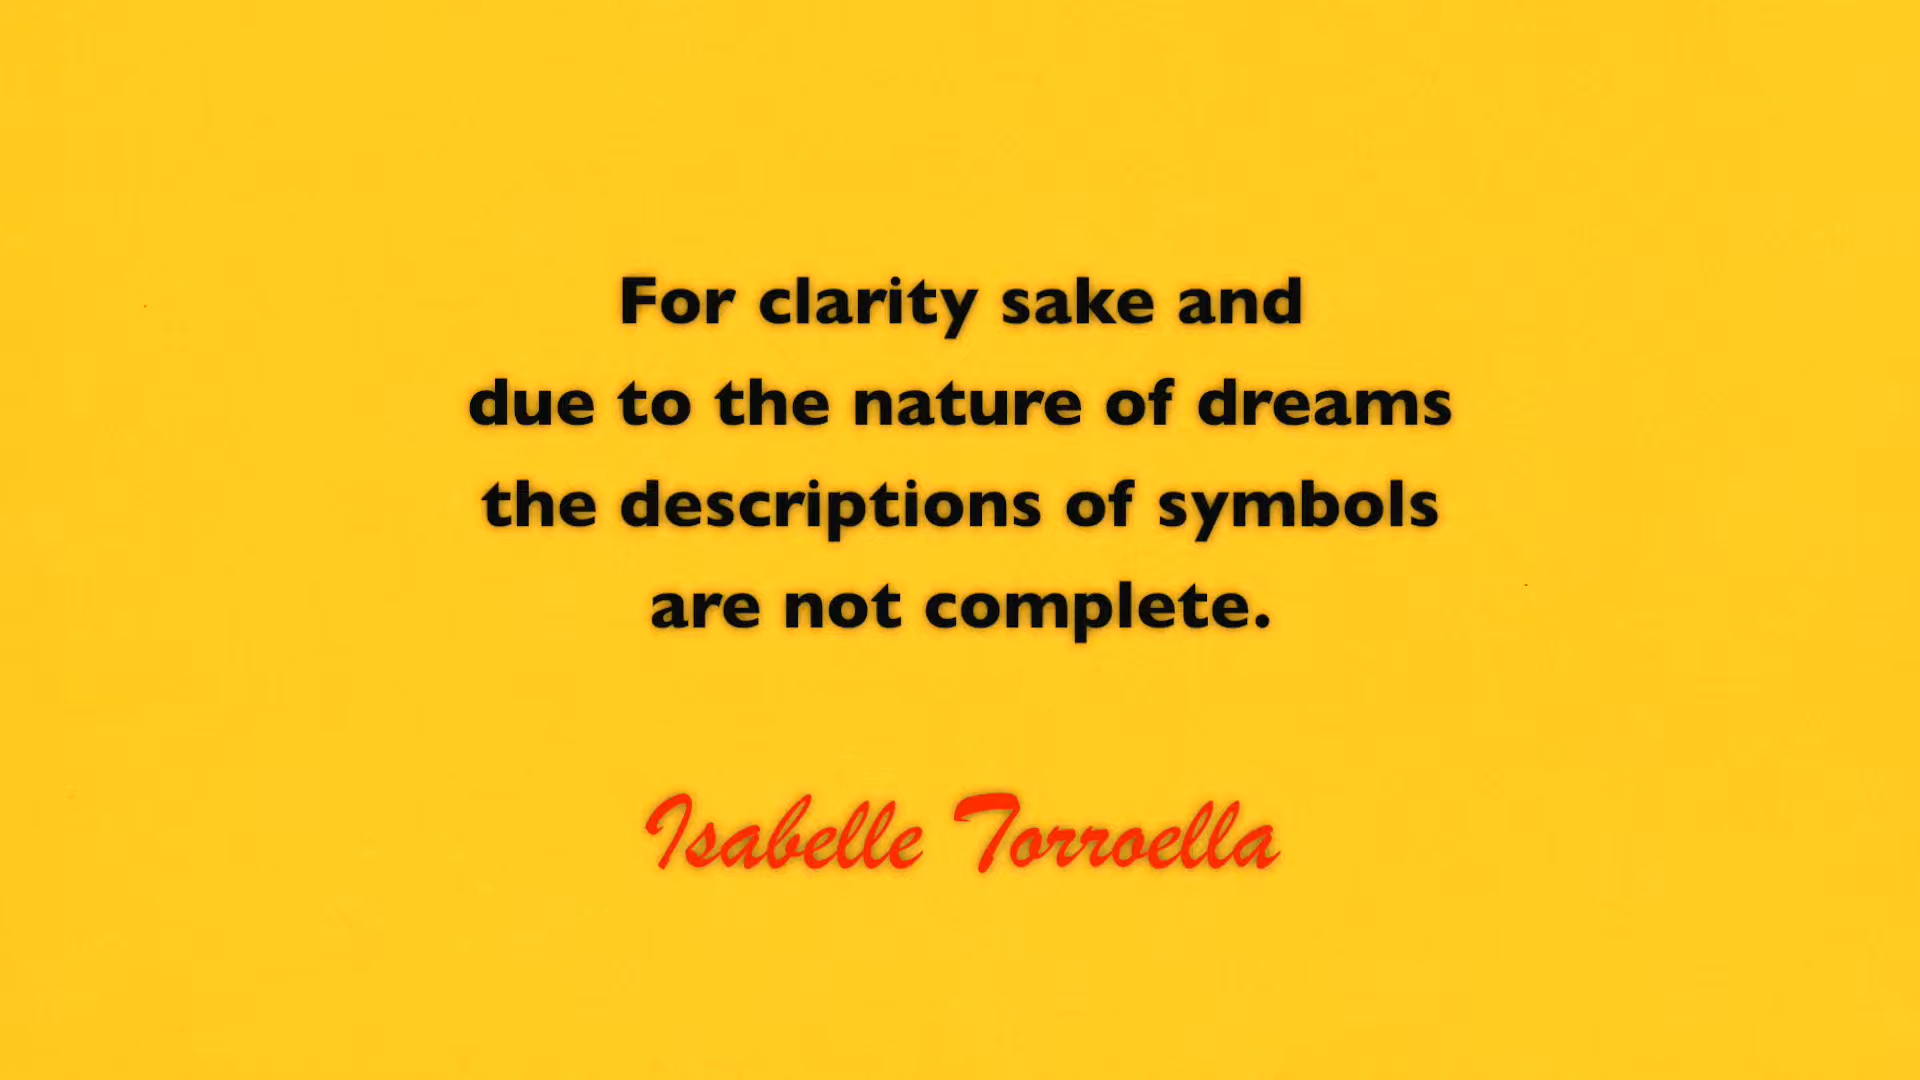 For clarity sake and
due to the nature of dreams
the descriptions of symbols
are not complete.
Isabelle Torroella